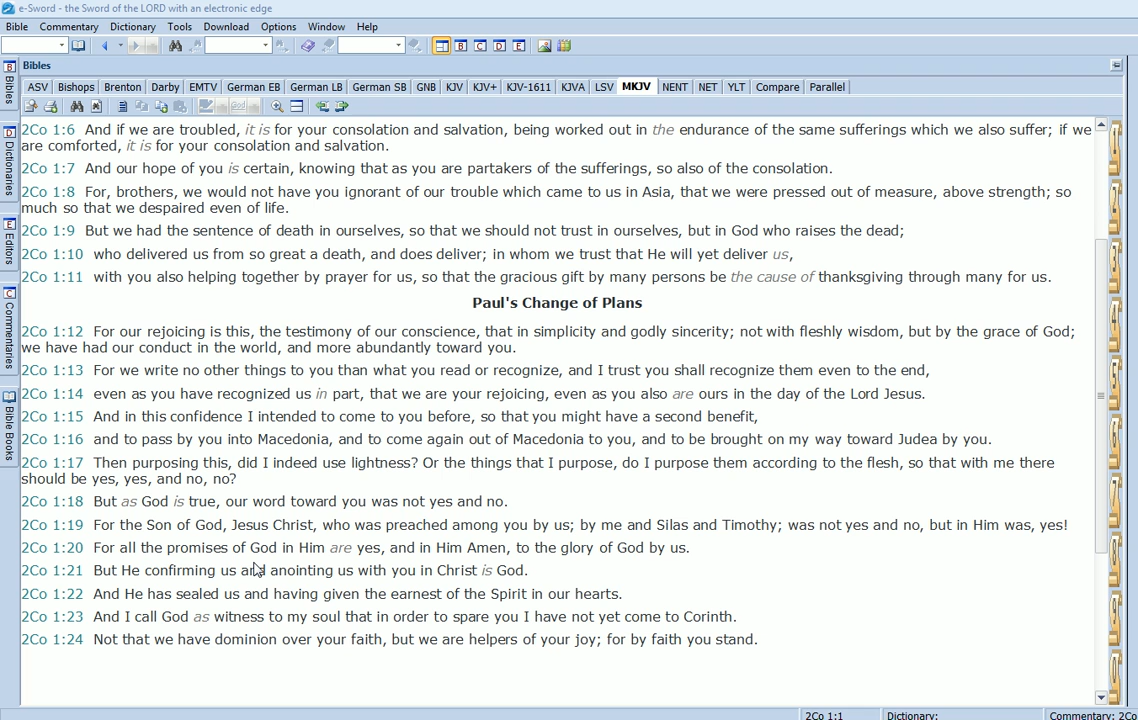 e-Sword - the Sword of the LORD with an electronic edge
Bible Commentary Dictionary Tools Download Options Window Help
B C D E
Bibles
ASV Bishops Brenton Darby EMTV German EB German LB German SB GNB KJV KJV+ KJV-1611 KJVA LSV MKJV NENT NET YLT Compare Parallel
B Bibles
D Dictionaries
E Editors
C Commentaries
Bible Books
2Co 1:6 And if we are troubled, it is for your consolation and salvation, being worked out in the endurance of the same sufferings which we also suffer; if we
are comforted, it is for your consolation and salvation.
2Co 1:7 And our hope of you is certain, knowing that as you are partakers of the sufferings, so also of the consolation.
2Co 1:8 For, brothers, we would not have you ignorant of our trouble which came to us in Asia, that we were pressed out of measure, above strength; so
much so that we despaired even of life.
2Co 1:9 But we had the sentence of death in ourselves, so that we should not trust in ourselves, but in God who raises the dead;
2Co 1:10 who delivered us from so great a death, and does deliver; in whom we trust that He will yet deliver us,
2Co 1:11 with you also helping together by prayer for us, so that the gracious gift by many persons be the cause of thanksgiving through many for us.
Paul's Change of Plans
2Co 1:12 For our rejoicing is this, the testimony of our conscience, that in simplicity and godly sincerity; not with fleshly wisdom, but by the grace of God;
we have had our conduct in the world, and more abundantly toward you.
2Co 1:13 For we write no other things to you than what you read or recognize, and I trust you shall recognize them even to the end,
2Co 1:14 even as you have recognized us in part, that we are your rejoicing, even as you also are ours in the day of the Lord Jesus.
2Co 1:15 And in this confidence I intended to come to you before, so that you might have a second benefit,
2Co 1:16 and to pass by you into Macedonia, and to come again out of Macedonia to you, and to be brought on my way toward Judea by you.
2Co 1:17 Then purposing this, did I indeed use lightness? Or the things that I purpose, do I purpose them according to the flesh, so that with me there
should be yes, yes, and no, no?
2Co 1:18 But as God is true, our word toward you was not yes and no.
2Co 1:19 For the Son of God, Jesus Christ, who was preached among you by us; by me and Silas and Timothy; was not yes and no, but in Him was, yes!
2Co 1:20 For all the promises of God in Him are yes, and in Him Amen, to the glory of God by us.
2Co 1:21 But He confirming us and anointing us with you in Christ is God.
2Co 1:22 And He has sealed us and having given the earnest of the Spirit in our hearts.
2Co 1:23 And I call God as witness to my soul that in order to spare you I have not yet come to Corinth.
2Co 1:24 Not that we have dominion over your faith, but we are helpers of your joy; for by faith you stand.
2Co 1:1 Dictionary: Commentary: 2Co